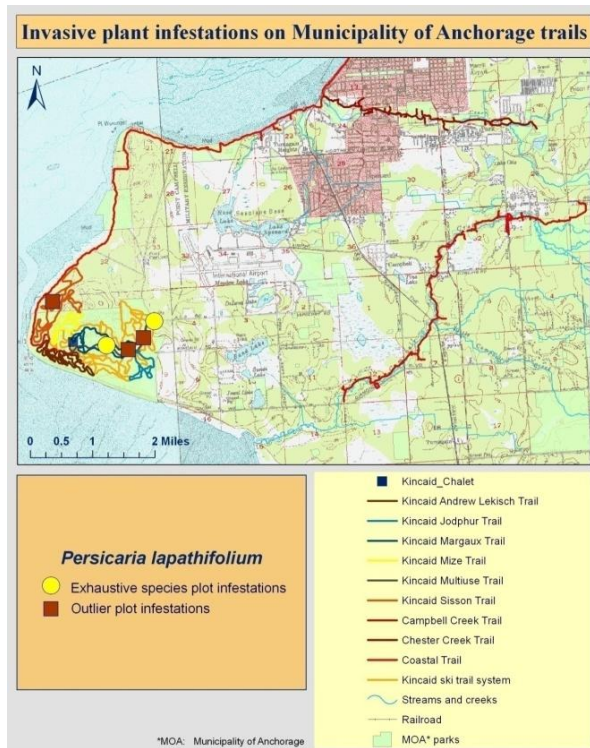 Invasive plant infestations on Municipality of Anchorage trails
N
International Airport
0 0.5 1 2 Miles
Persicaria lapathifolium
Exhaustive species plot infestations
Outlier plot infestations
*MOA: Municipality of Anchorage
Kincaid_Chalet
Kincaid Andrew Lekisch Trail
Kincaid Jodphur Trail
Kincaid Margaux Trail
Kincaid Mize Trail
Kincaid Multiuse Trail
Kincaid Sisson Trail
Campbell Creek Trail
Chester Creek Trail
Coastal Trail
Kincaid ski trail system
Streams and creeks
Railroad
MOA* parks